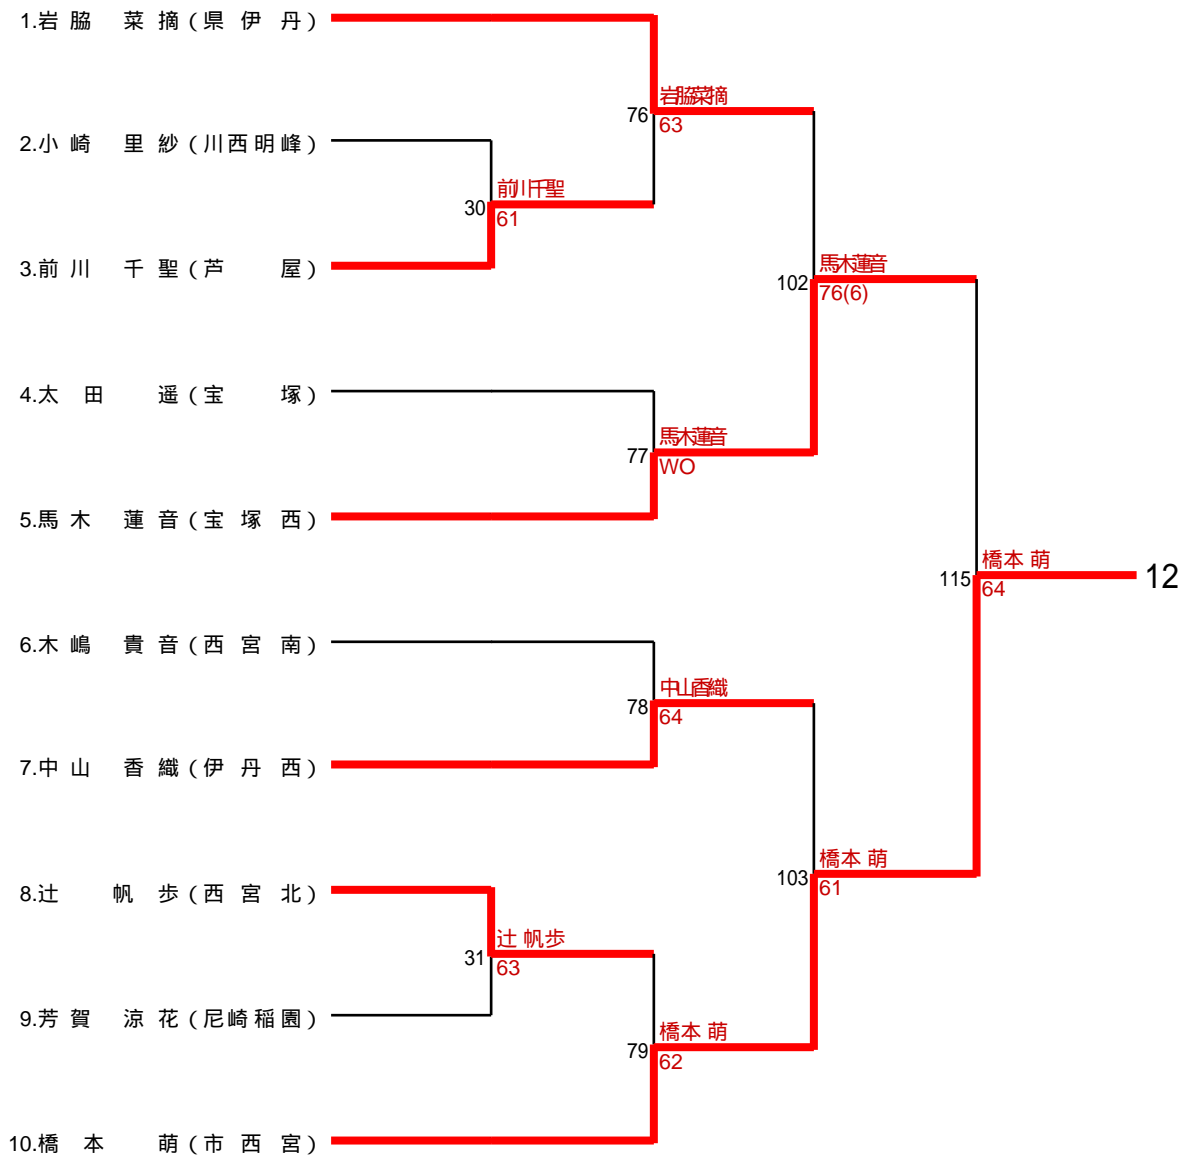 1.岩脇 菜摘(県伊丹)
岩脇菜摘
76
63
2.小崎 里紗(川西明峰)
前川千聖
30
61
3.前川 千聖(芦 屋)
馬木蓮音
102
76(6)
4.太田 遥(宝 塚)
馬木蓮音
77
WO
5.馬木 蓮音(宝塚西)
橋本 萌
115
12
64
6.木嶋 貴音(西宮南)
中山香織
78
64
7.中山 香織(伊丹西)
橋本 萌
103
61
8.辻 帆歩(西宮北)
辻 帆歩
31
63
9.芳賀 涼花(尼崎稲園)
橋本 萌
79
62
10.橋本 萌(市西宮)